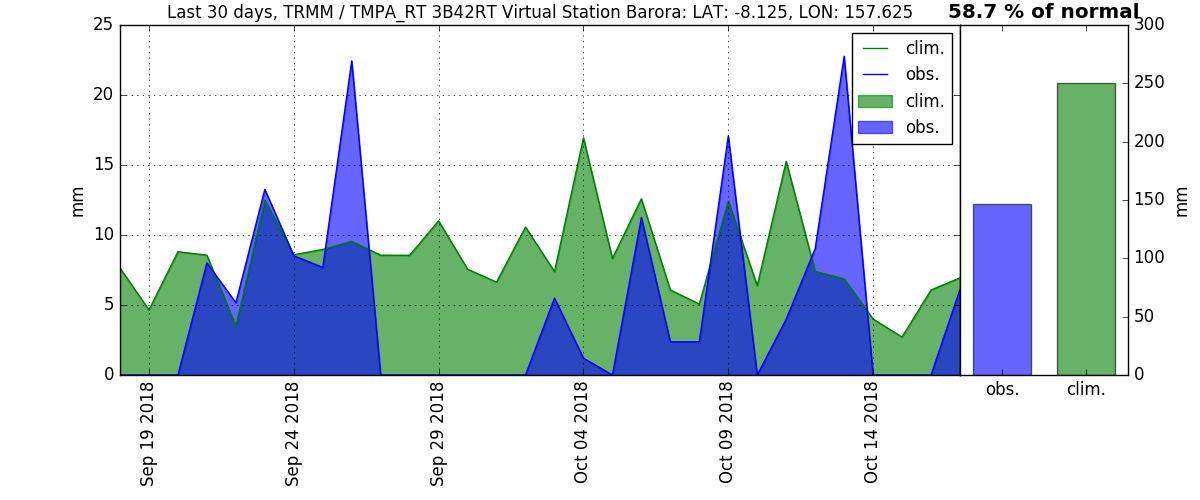 Last 30 days, TRMM / TMPA_RT 3B42RT Virtual Station Barora: LAT: -8.125, LON: 157.625
58.7 % of normal
25
20
15
10
5
0
mm
clim.
obs.
clim.
obs.
Sep 19 2018
Sep 24 2018
Sep 29 2018
Oct 04 2018
Oct 09 2018
Oct 14 2018
300
250
200
150
100
50
0
mm
obs.
clim.